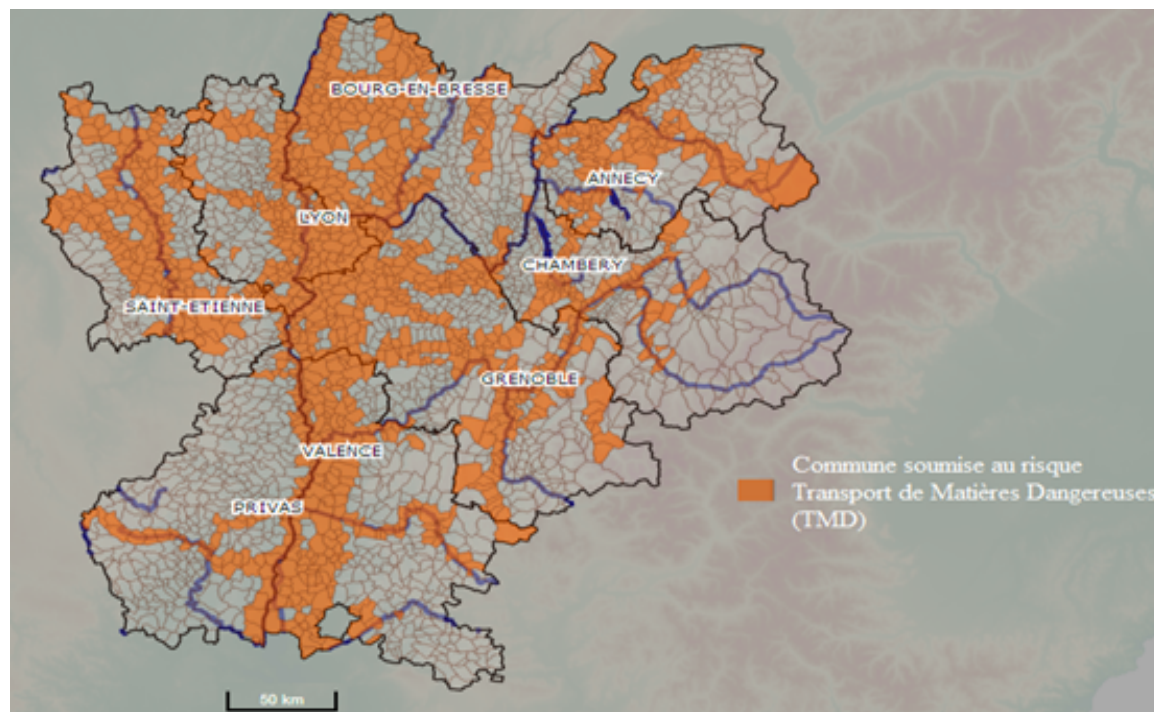 BOURG-EN-BRESSE
ANNECY
LYON
CHAMBERY
SAINT-ETIENNE
GRENOBLE
VALENCE
Commune soumise au risque
Transport de Matières Dangereuses
(TMD)
PRIVAS
50 km